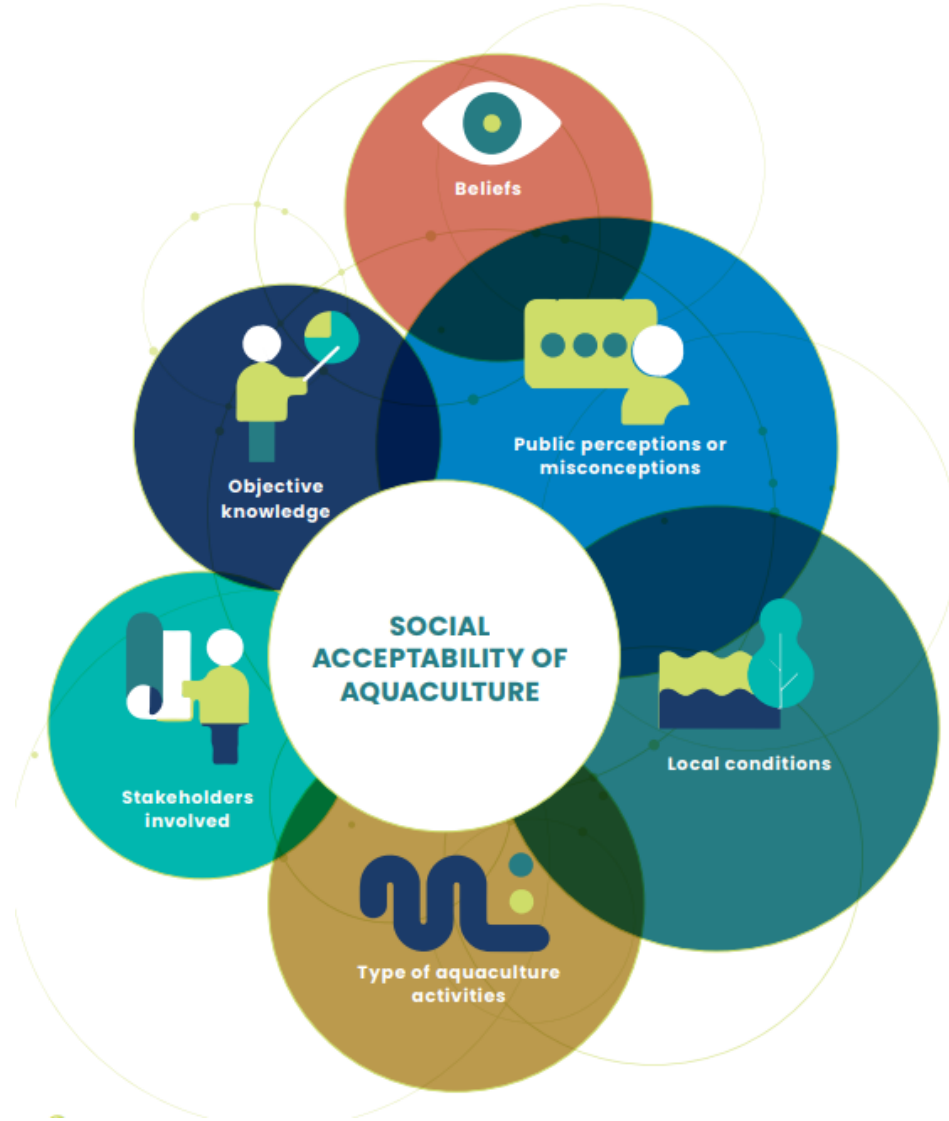 Beliefs
Public perceptions or
misconceptions
Objective
knowledge
SOCIAL
ACCEPTABILITY OF
AQUACULTURE
Local conditions
Stakeholders
involved
Type of aquaculture
activities